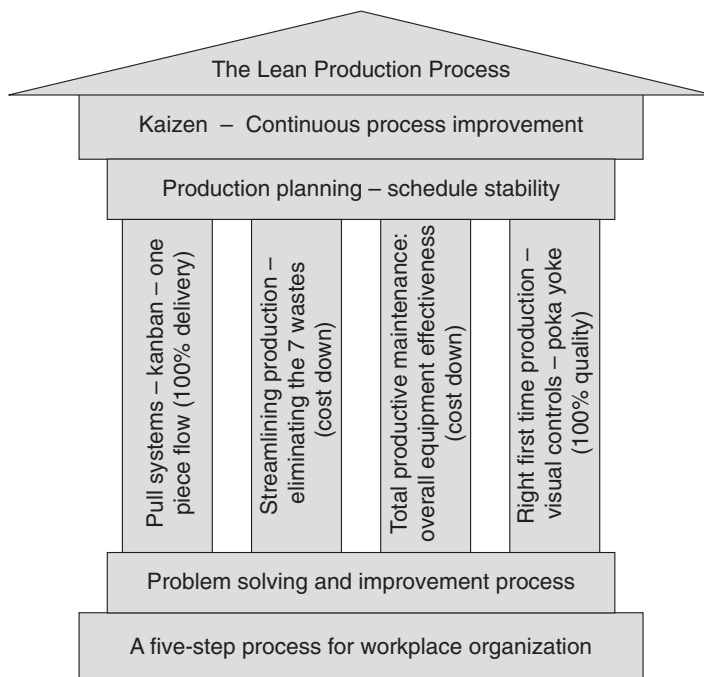 The Lean Production Process
Kaizen – Continuous process improvement
Production planning – schedule stability
Pull systems – kanban – one
piece flow (100% delivery)
Streamlining production –
eliminating the 7 wastes
(cost down)
Total productive maintenance:
overall equipment effectiveness
(cost down)
Right first time production –
visual controls – poka yoke
(100% quality)
Problem solving and improvement process
A five-step process for workplace organization